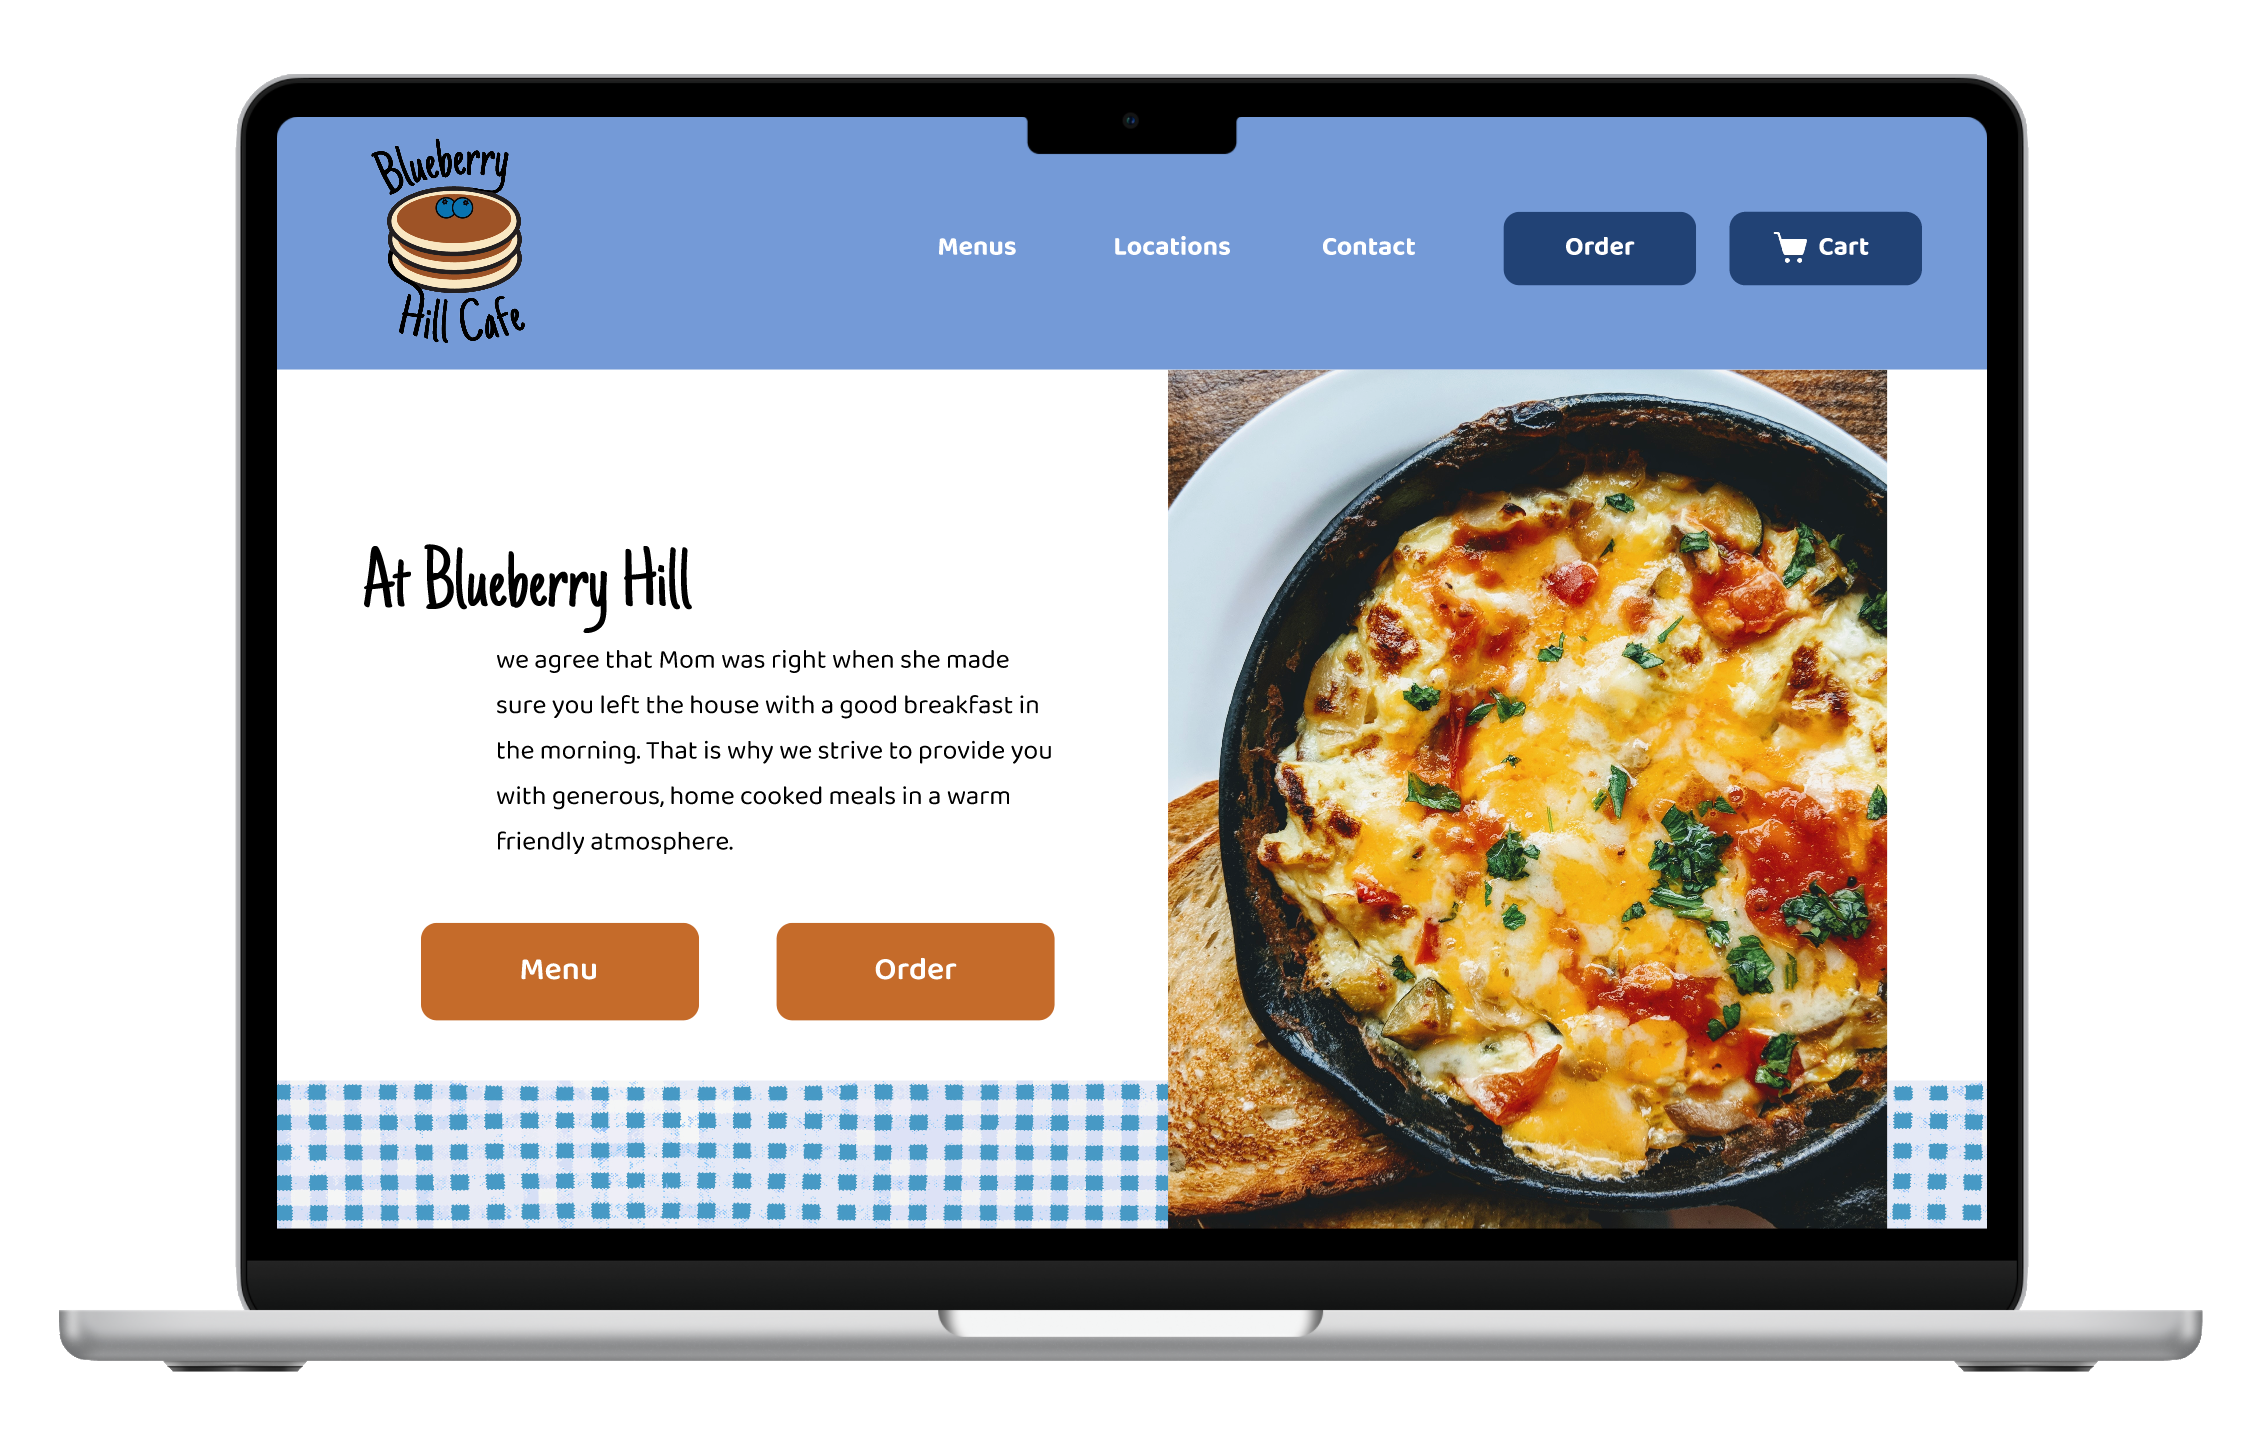 Blueberry
Hill Cafe
Menus
Locations
Contact
Order
Cart
At Blueberry Hill
we agree that Mom was right when she made
sure you left the house with a good breakfast in
the morning. That is why we strive to provide you
with generous, home cooked meals in a warm
friendly atmosphere.
Menu
Order